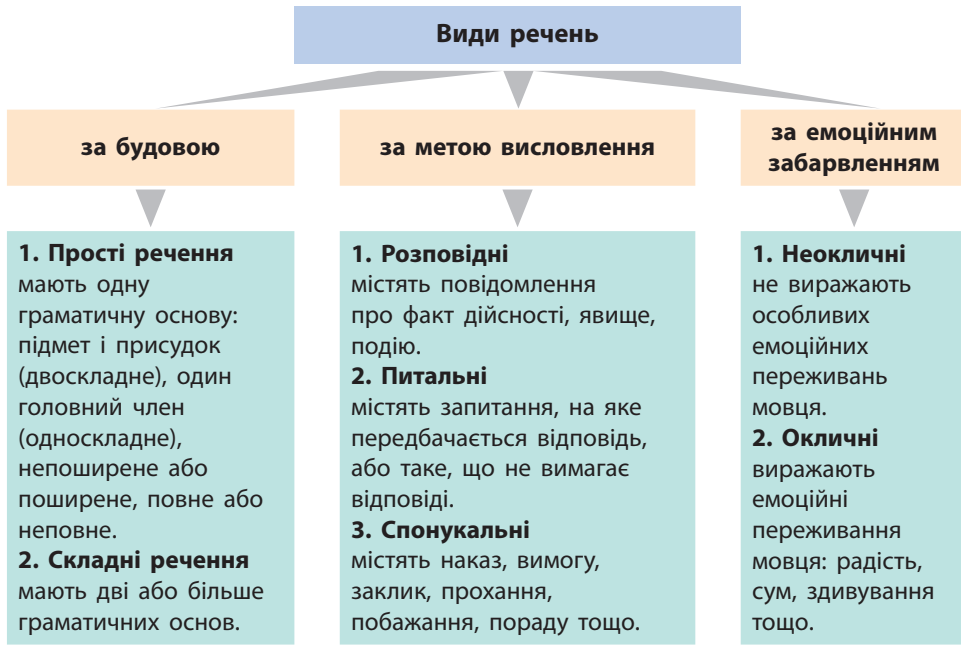 Види речень
за будовою
за метою висловлення
за емоційним
забарвленням
1. Прості речення
мають одну
граматичну основу:
підмет і присудок
(двоскладне), один
головний член
(односкладне),
непоширене або
поширене, повне або
неповне.
2. Складні речення
мають дві або більше
граматичних основ.
1. Розповідні
містять повідомлення
про факт дійсності, явище,
подію.
2. Питальні
містять запитання, на яке
передбачається відповідь,
або таке, що не вимагає
відповіді.
3. Спонукальні
містять наказ, вимогу,
заклик, прохання,
побажання, пораду тощо.
1. Неокличні
не виражають
особливих
емоційних
переживань
мовця.
2. Окличні
виражають
емоційні
переживання
мовця: радість,
сум, здивування
тощо.